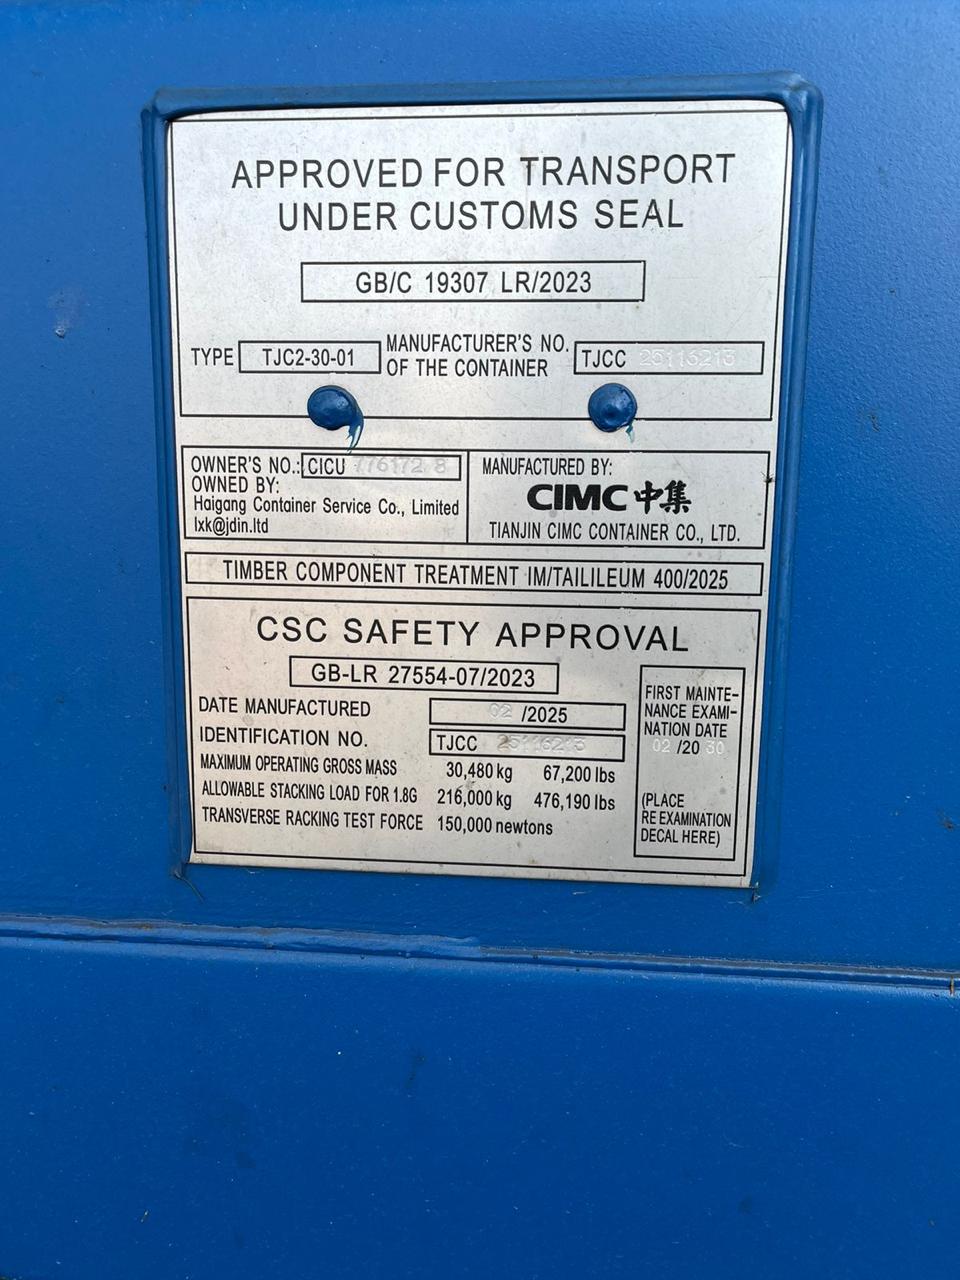 APPROVED FOR TRANSPORT
UNDER CUSTOMS SEAL
GB/C 19307 LR/2023
TYPE TJC2-30-01 MANUFACTURER'S NO. OF THE CONTAINER TJCC 25116213
OWNER'S NO.: CICU 776172 8
OWNED BY:
Haigang Container Service Co., Limited
lxk@jdin.ltd
MANUFACTURED BY:
CIMC中集
TIANJIN CIMC CONTAINER CO., LTD.
TIMBER COMPONENT TREATMENT IM/TAILILEUM 400/2025
CSC SAFETY APPROVAL
GB-LR 27554-07/2023
DATE MANUFACTURED 02 /2025
IDENTIFICATION NO. TJCC 25116213
MAXIMUM OPERATING GROSS MASS 30,480 kg 67,200 lbs
ALLOWABLE STACKING LOAD FOR 1.8G 216,000 kg 476,190 lbs
TRANSVERSE RACKING TEST FORCE 150,000 newtons
FIRST MAINTE-
NANCE EXAMI-
NATION DATE
02 /20 30
(PLACE
RE EXAMINATION
DECAL HERE)